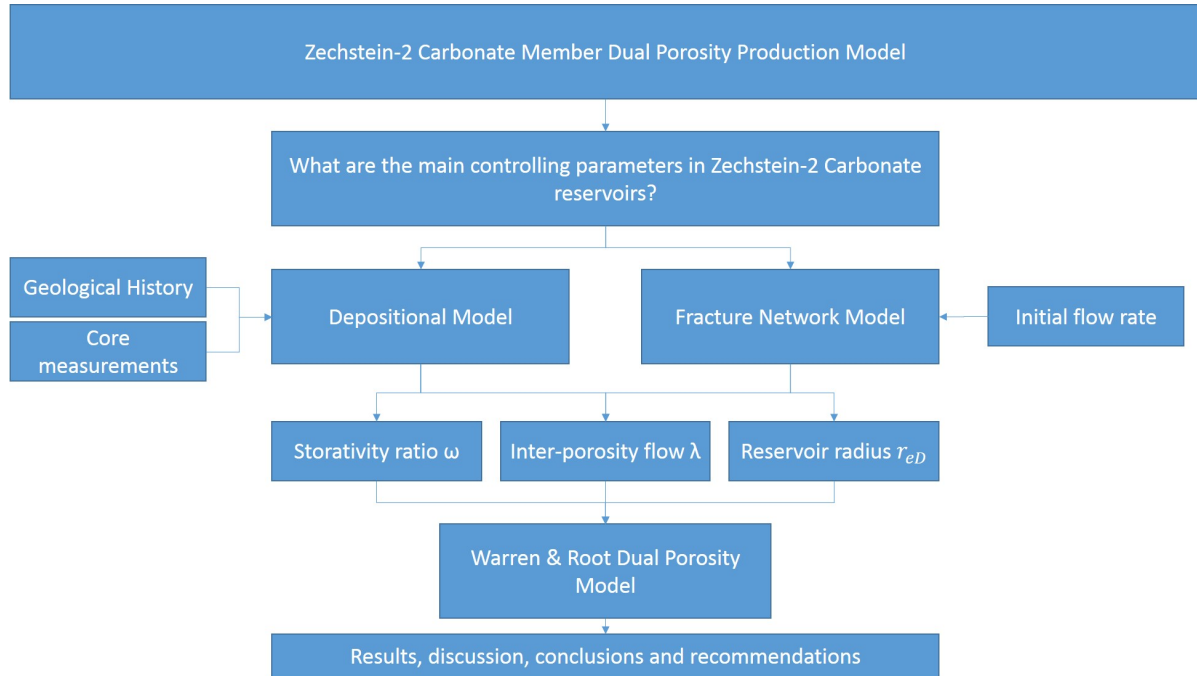 Zechstein-2 Carbonate Member Dual Porosity Production Model
What are the main controlling parameters in Zechstein-2 Carbonate
reservoirs?
Geological History
Core
measurements
Depositional Model
Fracture Network Model
Initial flow rate
Storativity ratio ω
Inter-porosity flow λ
Reservoir radius r_{eD}
Warren & Root Dual Porosity
Model
Results, discussion, conclusions and recommendations